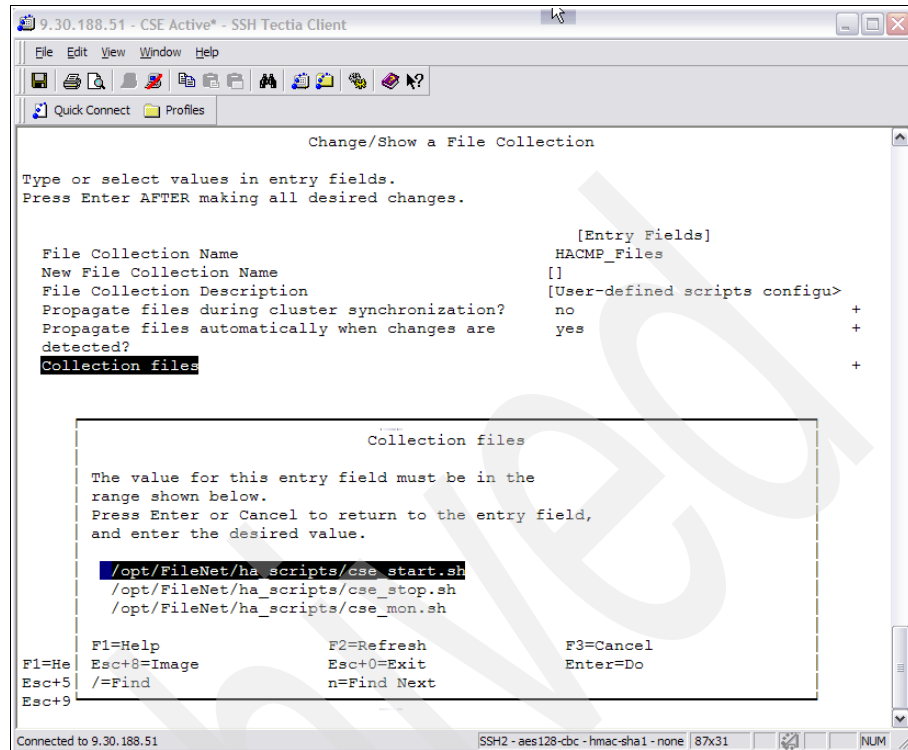 9.30.188.51 - CSE Active* - SSH Tectia Client
File Edit View Window Help
Quick Connect Profiles
Change/Show a File Collection
Type or select values in entry fields.
Press Enter AFTER making all desired changes.
[Entry Fields]
File Collection Name HACMP_Files
New File Collection Name []
File Collection Description [User-defined scripts configu>
Propagate files during cluster synchronization? no +
Propagate files automatically when changes are yes +
detected?
Collection files +
Collection files
The value for this entry field must be in the
range shown below.
Press Enter or Cancel to return to the entry field,
and enter the desired value.
/opt/FileNet/ha_scripts/cse_start.sh
/opt/FileNet/ha_scripts/cse_stop.sh
/opt/FileNet/ha_scripts/cse_mon.sh
F1=Help F2=Refresh F3=Cancel
F1=He Esc+8=Image Esc+0=Exit Enter=Do
Esc+5 /=Find n=Find Next
Esc+9
Connected to 9.30.188.51 SSH2 - aes128-cbc - hmac-sha1 - none 87x31 NUM